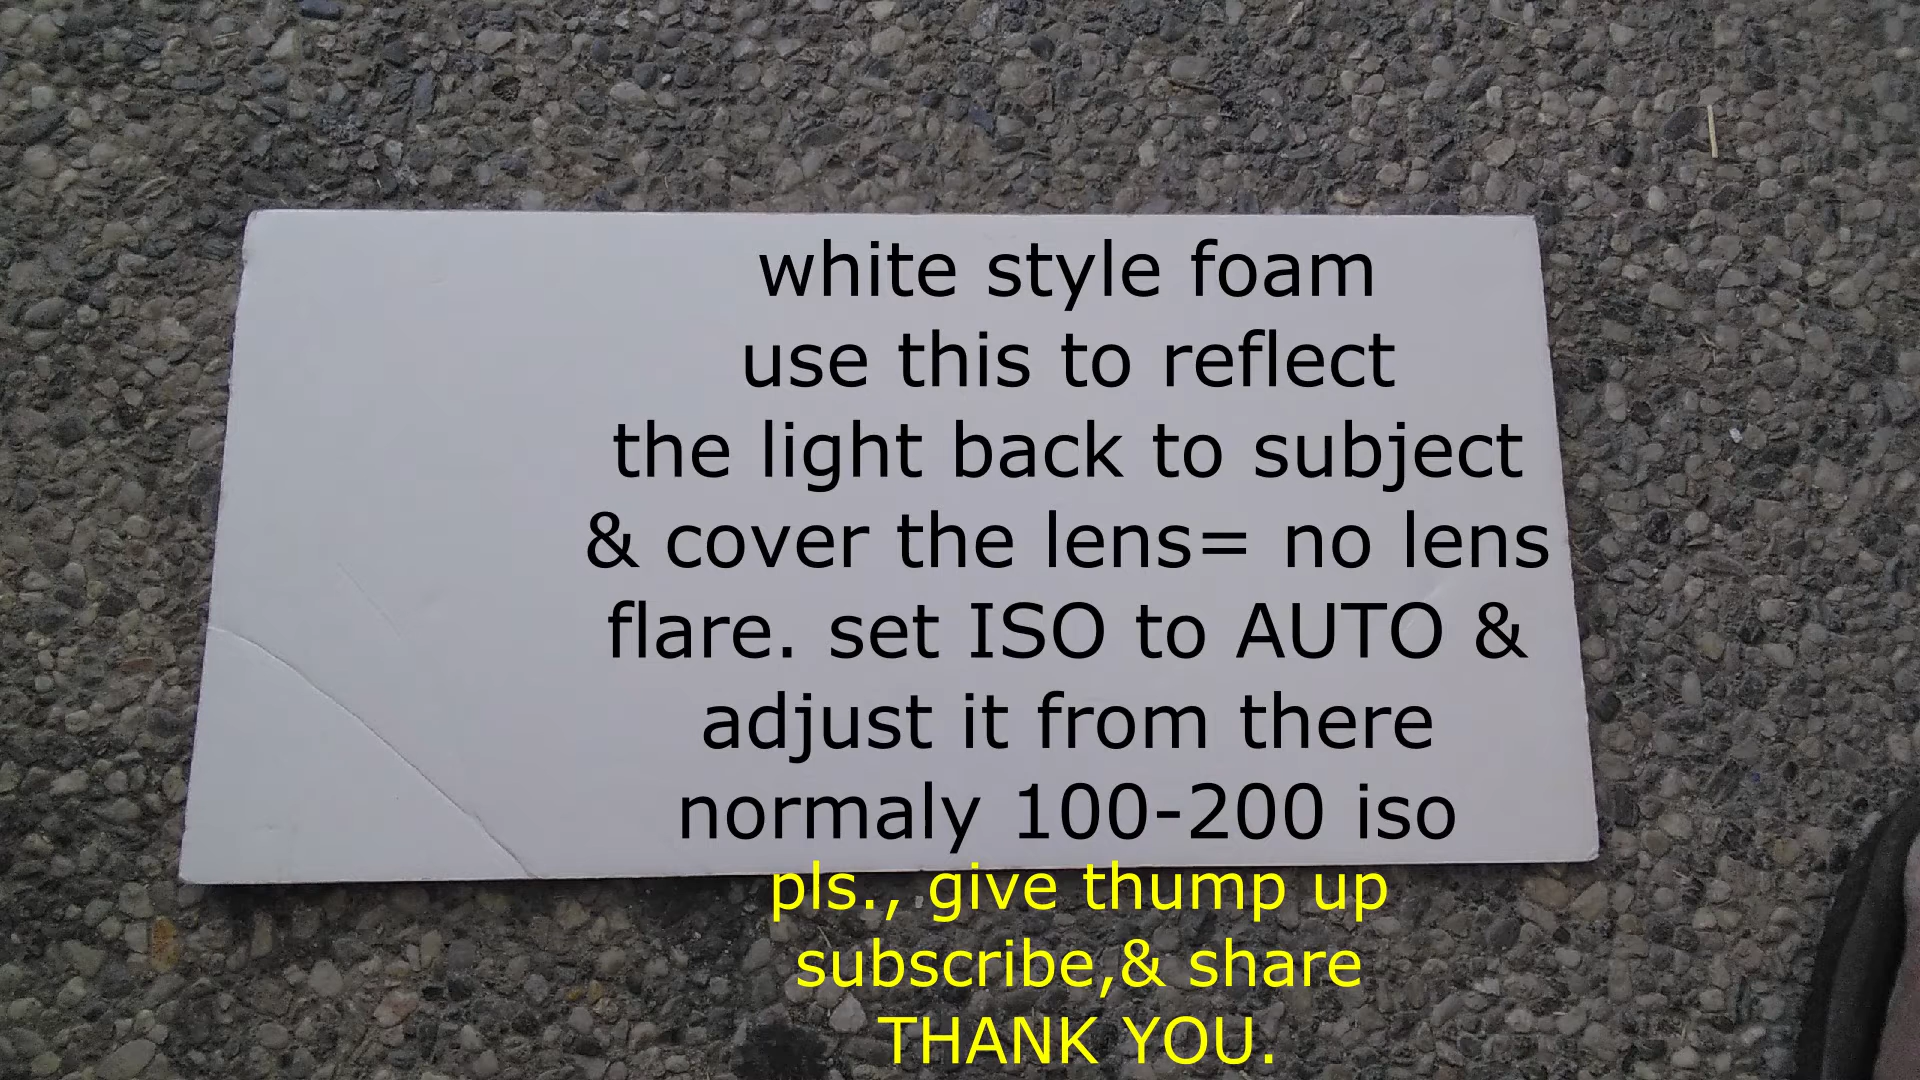 white style foam
use this to reflect
the light back to subject
& cover the lens= no lens
flare. set ISO to AUTO &
adjust it from there
normaly 100-200 iso
pls., give thump up
subscribe,& share
THANK YOU.